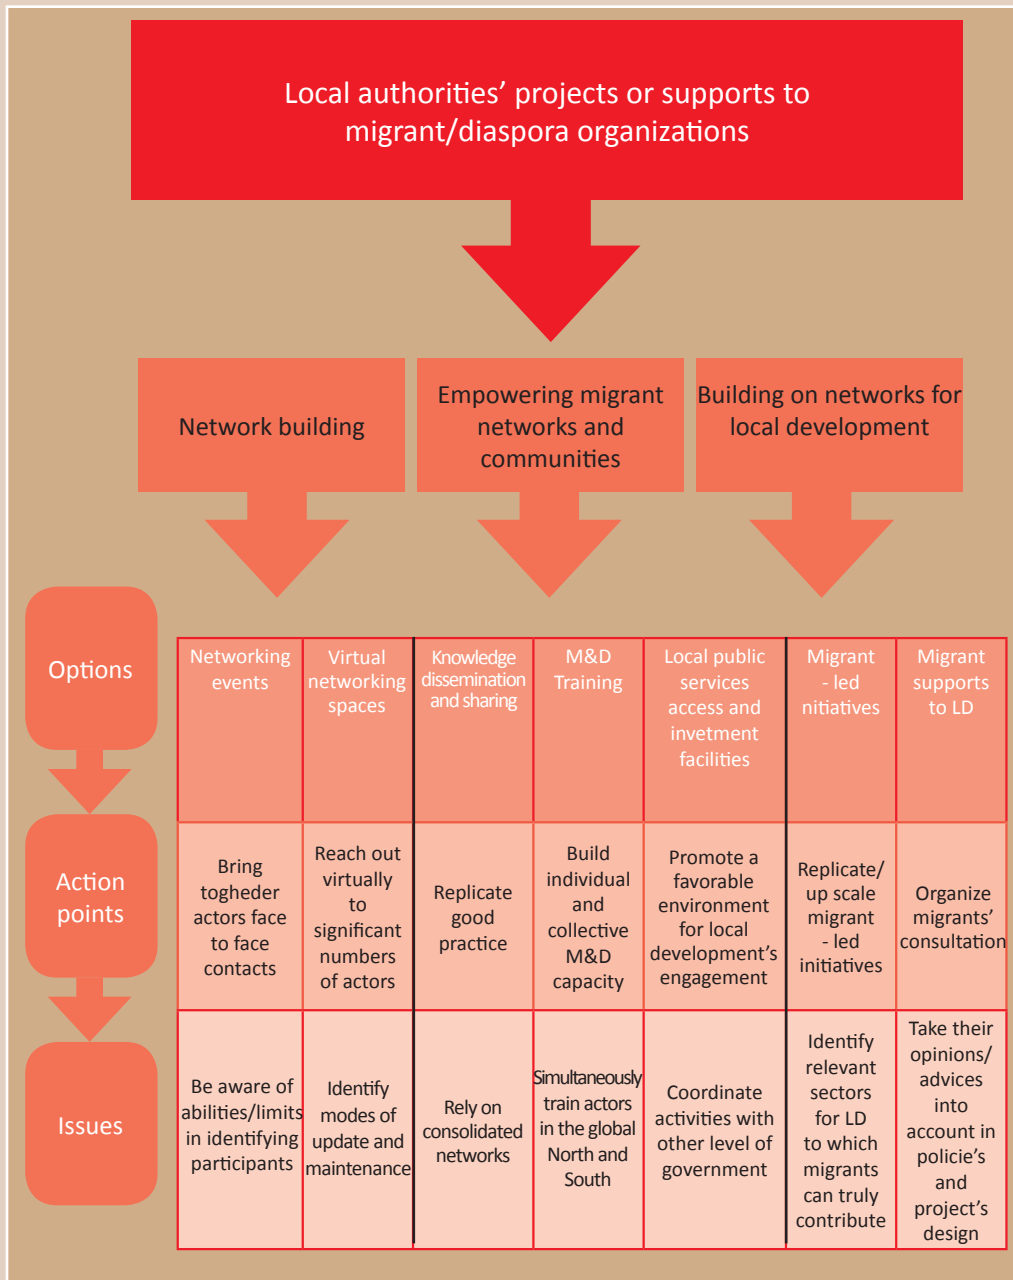 Local authorities' projects or supports to
migrant/diaspora organizations
Network building
Empowering migrant
networks and
communities
Building on networks for
local development
Options
Networking
events
Virtual
networking
spaces
Knowledge
dissemination
and sharing
M&D
Training
Local public
services
access and
invetment
facilities
Migrant
- led
nitiatives
Migrant
supports
to LD
Action
points
Bring
togheder
actors face
to face
contacts
Reach out
virtually
to
significant
numbers
of actors
Replicate
good
practice
Build
individual
and
collective
M&D
capacity
Promote a
favorable
environment
for local
development's
engagement
Replicate/
up scale
migrant
- led
initiatives
Organize
migrants'
consultation
Issues
Be aware of
abilities/limits
in identifying
participants
Identify
modes of
update and
maintenance
Rely on
consolidated
networks
Simultaneously
train actors
in the global
North and
South
Coordinate
activities with
other level of
government
Identify
relevant
sectors
for LD
to which
migrants
can truly
contribute
Take their
opinions/
advices
into
account in
policie's
and
project's
design